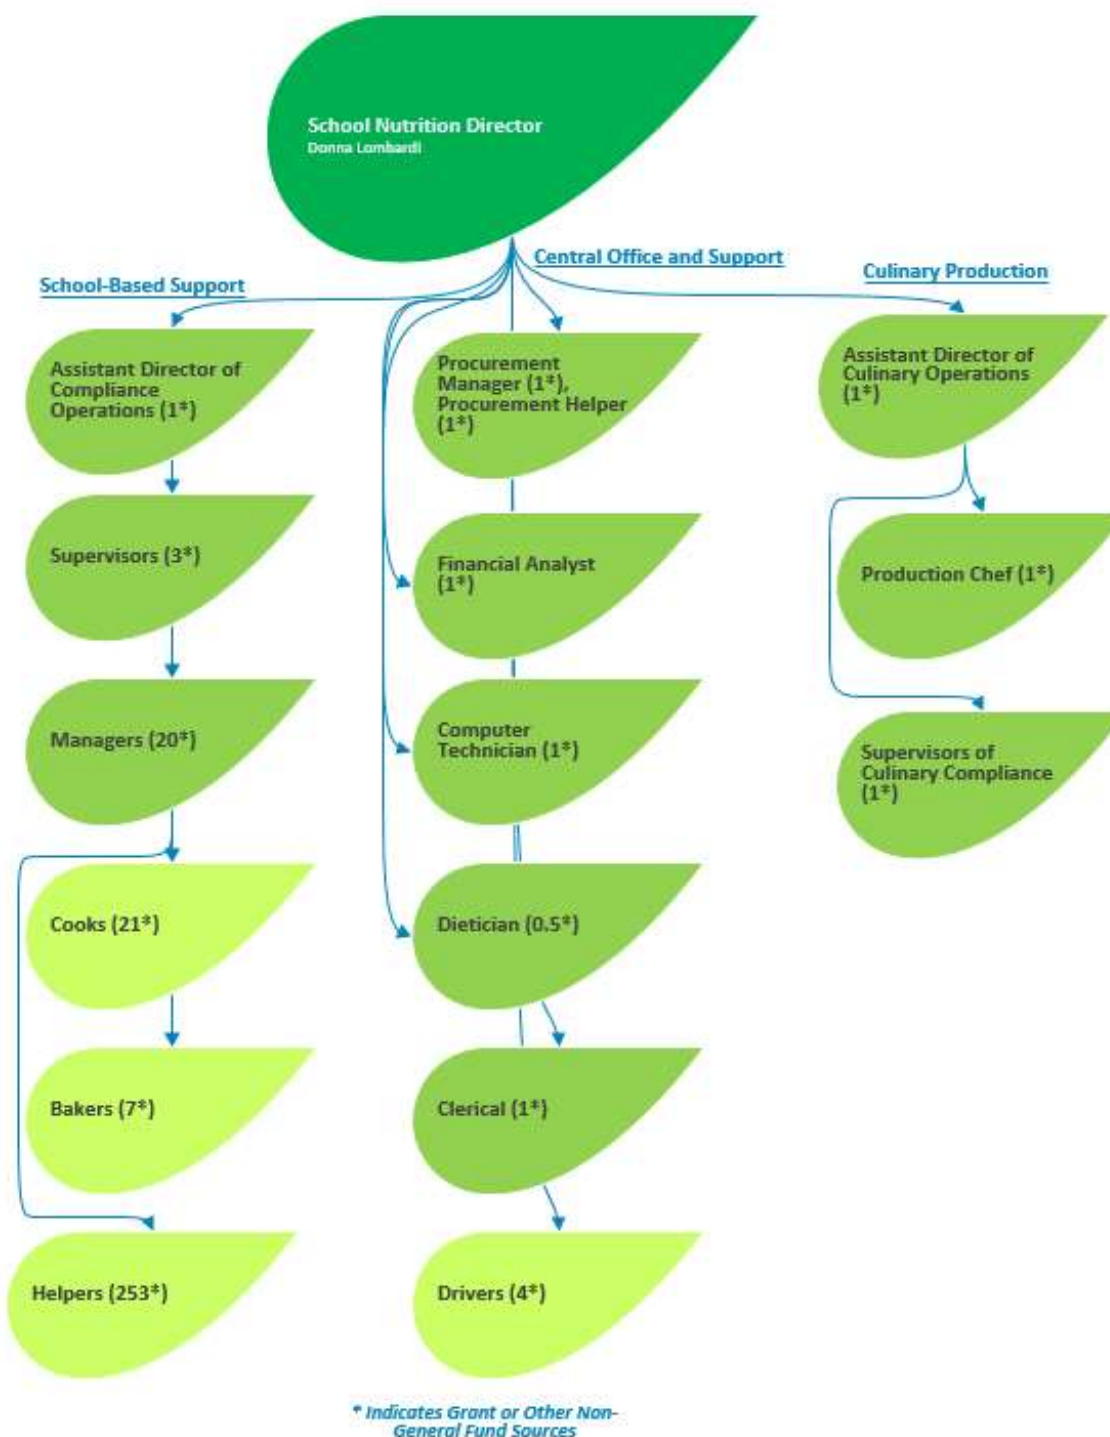 School Nutrition Director
Donna Lombardi
School-Based Support
Assistant Director of
Compliance
Operations (1*)
Supervisors (3*)
Managers (20*)
Cooks (21*)
Bakers (7*)
Helpers (253*)
Central Office and Support
Procurement
Manager (1*),
Procurement Helper
(1*)
Financial Analyst
(1*)
Computer
Technician (1*)
Dietician (0.5*)
Clerical (1*)
Drivers (4*)
Culinary Production
Assistant Director of
Culinary Operations
(1*)
Production Chef (1*)
Supervisors of
Culinary Compliance
(1*)
* Indicates Grant or Other Non-
General Fund Sources